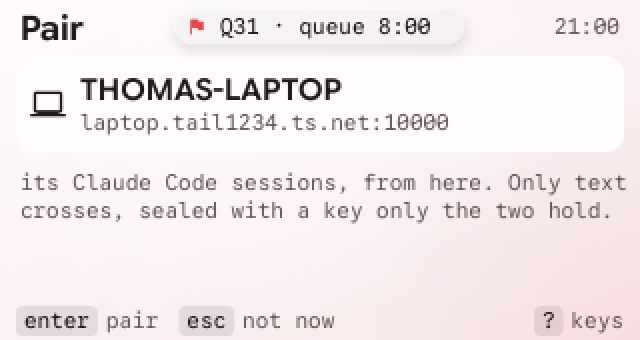 Pair
Q31 · queue 8:00
21:00
THOMAS-LAPTOP
laptop.tail1234.ts.net:10000
its Claude Code sessions, from here. Only text
crosses, sealed with a key only the two hold.
enter pair esc not now ? keys